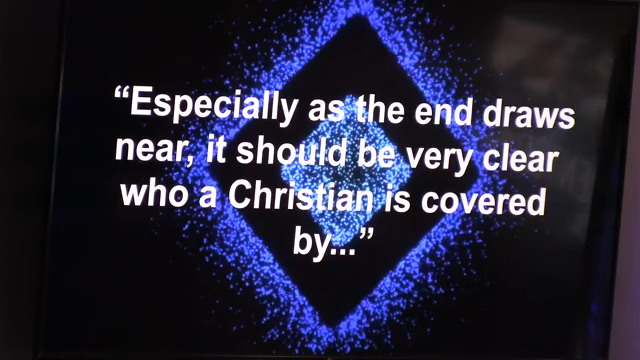 “Especially as the end draws
near, it should be very clear
who a Christian is covered
by...”